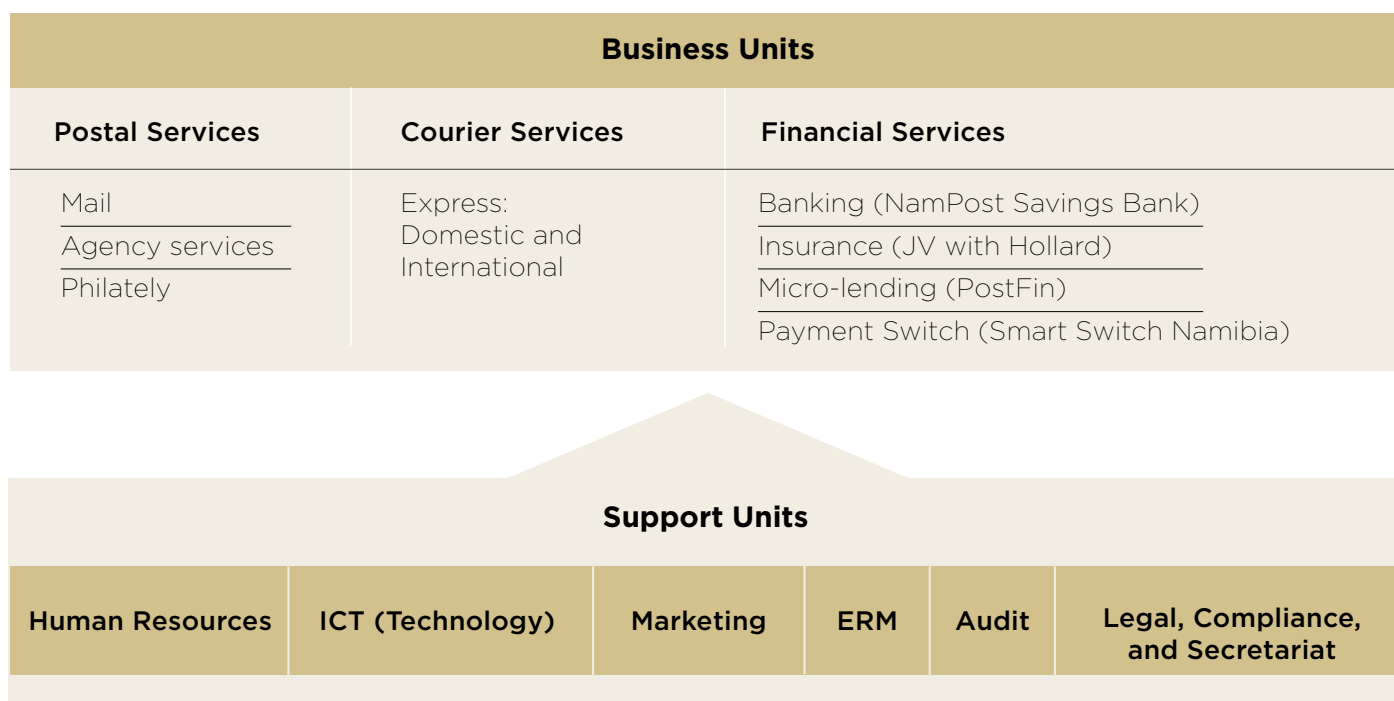 Business Units
Postal Services
Courier Services
Financial Services
Mail
Agency services
Philately
Express:
Domestic and
International
Banking (NamPost Savings Bank)
Insurance (JV with Hollard)
Micro-lending (PostFin)
Payment Switch (Smart Switch Namibia)
Support Units
Human Resources
ICT (Technology)
Marketing
ERM
Audit
Legal, Compliance,
and Secretariat